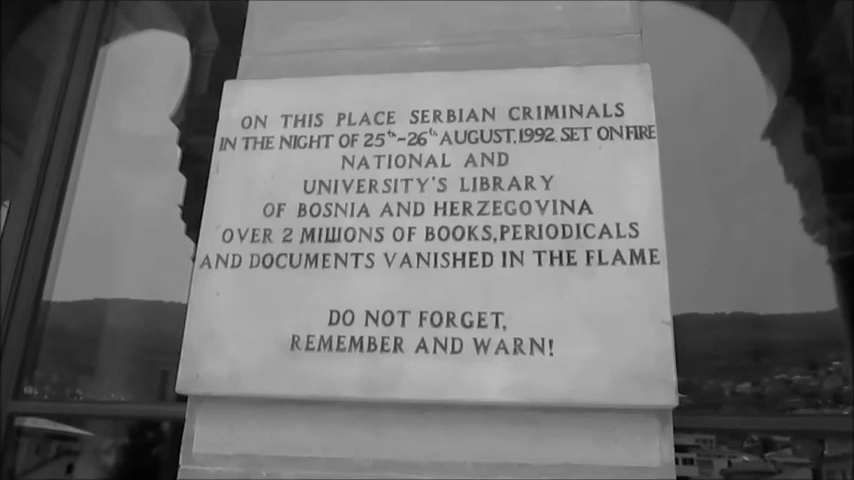 ON THIS PLACE SERBIAN CRIMINALS
IN THE NIGHT OF 25th-26th AUGUST,1992. SET ON FIRE
NATIONAL AND
UNIVERSITY'S LIBRARY
OF BOSNIA AND HERZEGOVINA
OVER 2 MILLIONS OF BOOKS, PERIODICALS
AND DOCUMENTS VANISHED IN THE FLAME
DO NOT FORGET,
REMEMBER AND WARN!